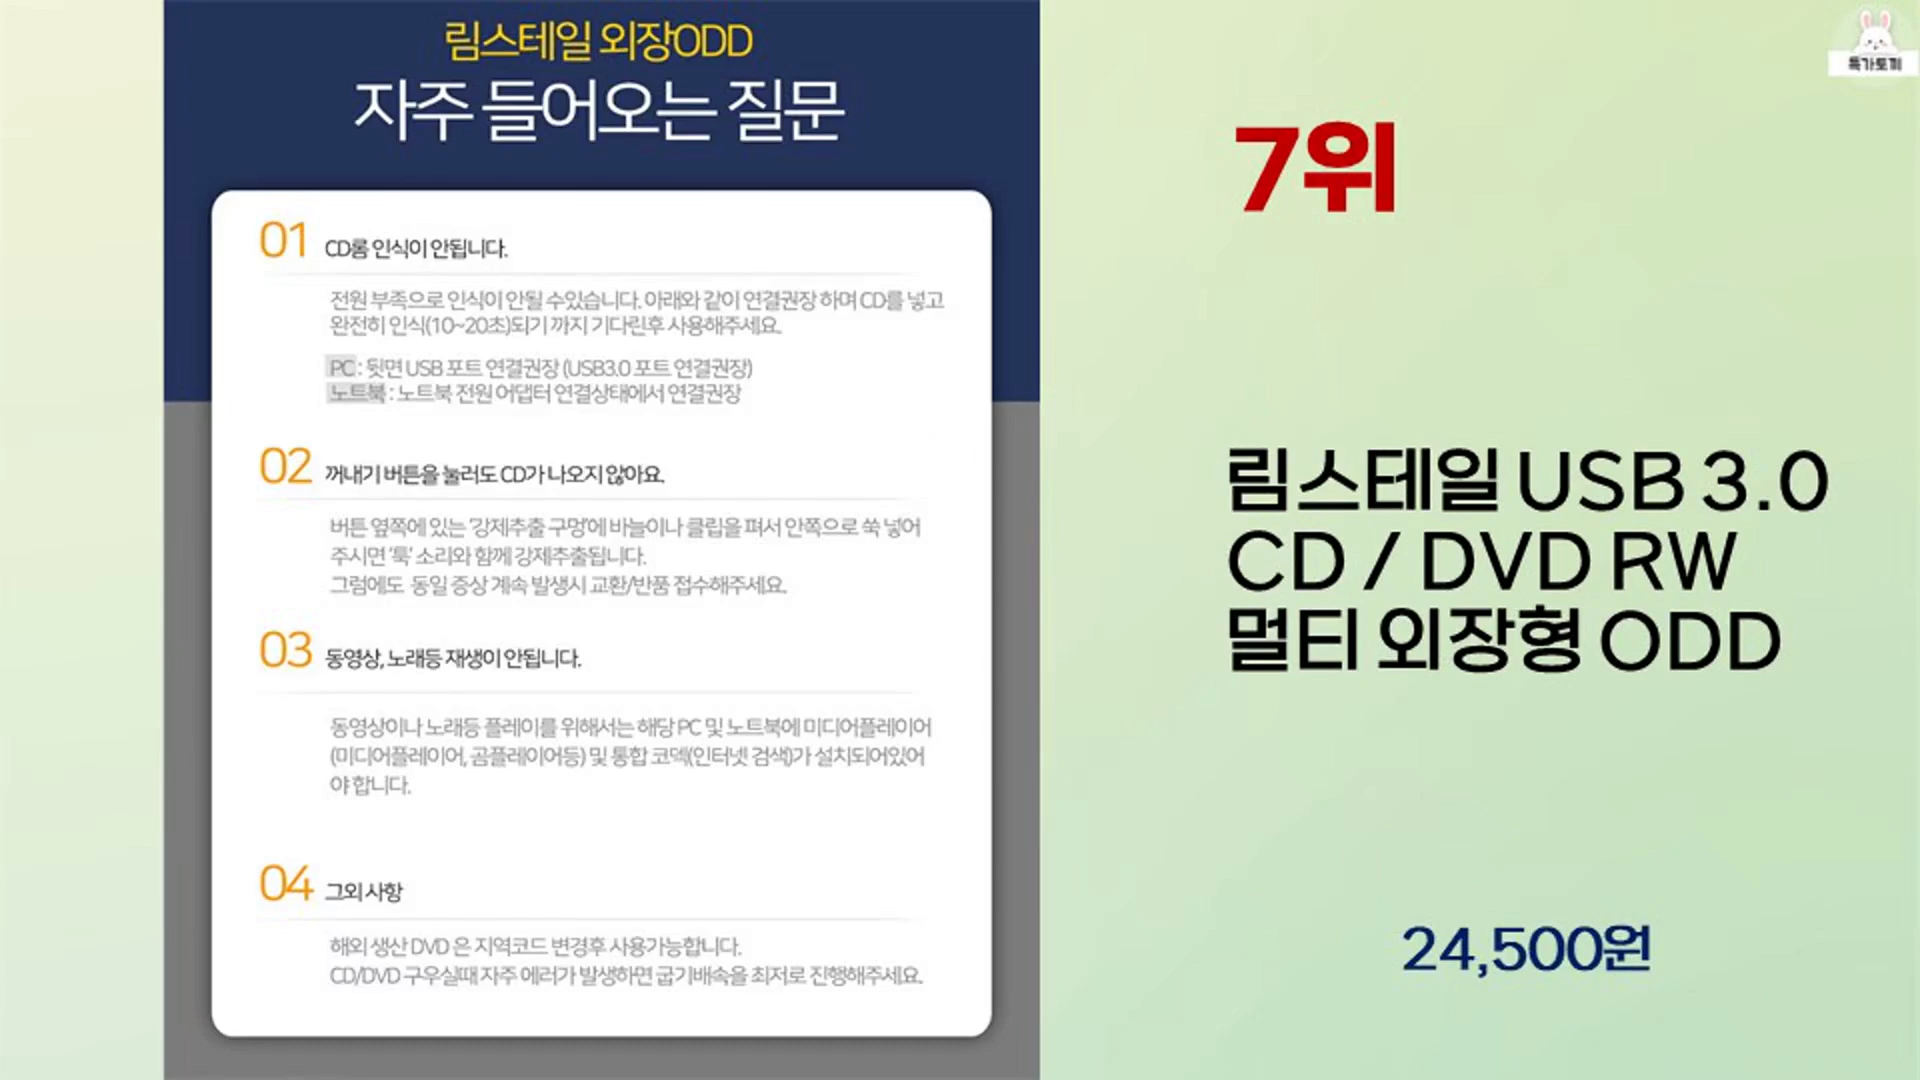 림스테일 외장ODD
자주 들어오는 질문
01 CD롬 인식이 안됩니다.
전원 부족으로 인식이 안될 수있습니다. 아래와 같이 연결권장 하며 CD를 넣고
완전히 인식(10~20초)되기 까지 기다린후 사용해주세요.
PC : 뒷면 USB 포트 연결권장 (USB3.0 포트 연결권장)
노트북 : 노트북 전원 어댑터 연결상태에서 연결권장
02 꺼내기 버튼을 눌러도 CD가 나오지 않아요.
버튼 옆쪽에 있는 '강제추출 구멍'에 바늘이나 클립을 펴서 안쪽으로 쑥 넣어
주시면 '툭' 소리와 함께 강제추출됩니다.
그럼에도 동일 증상 계속 발생시 교환/반품 접수해주세요.
03 동영상, 노래등 재생이 안됩니다.
동영상이나 노래등 플레이를 위해서는 해당 PC 및 노트북에 미디어플레이어
(미디어플레이어, 곰플레이어등) 및 통합 코덱(인터넷 검색)가 설치되어있어
야 합니다.
04 그외 사항
해외 생산 DVD 은 지역코드 변경후 사용가능합니다.
CD/DVD 구우실때 자주 에러가 발생하면 굽기배속을 최저로 진행해주세요.
특가토끼
7위
림스테일 USB 3.0
CD / DVD RW
멀티 외장형 ODD
24,500원